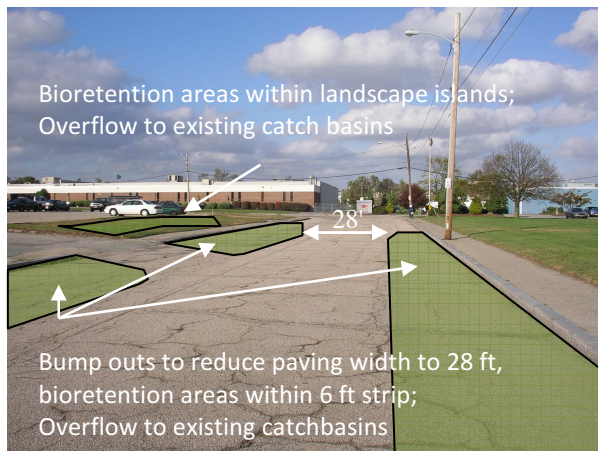 Bioretention areas within landscape islands;
Overflow to existing catch basins
28'
Bump outs to reduce paving width to 28 ft,
bioretention areas within 6 ft strip;
Overflow to existing catchbasins